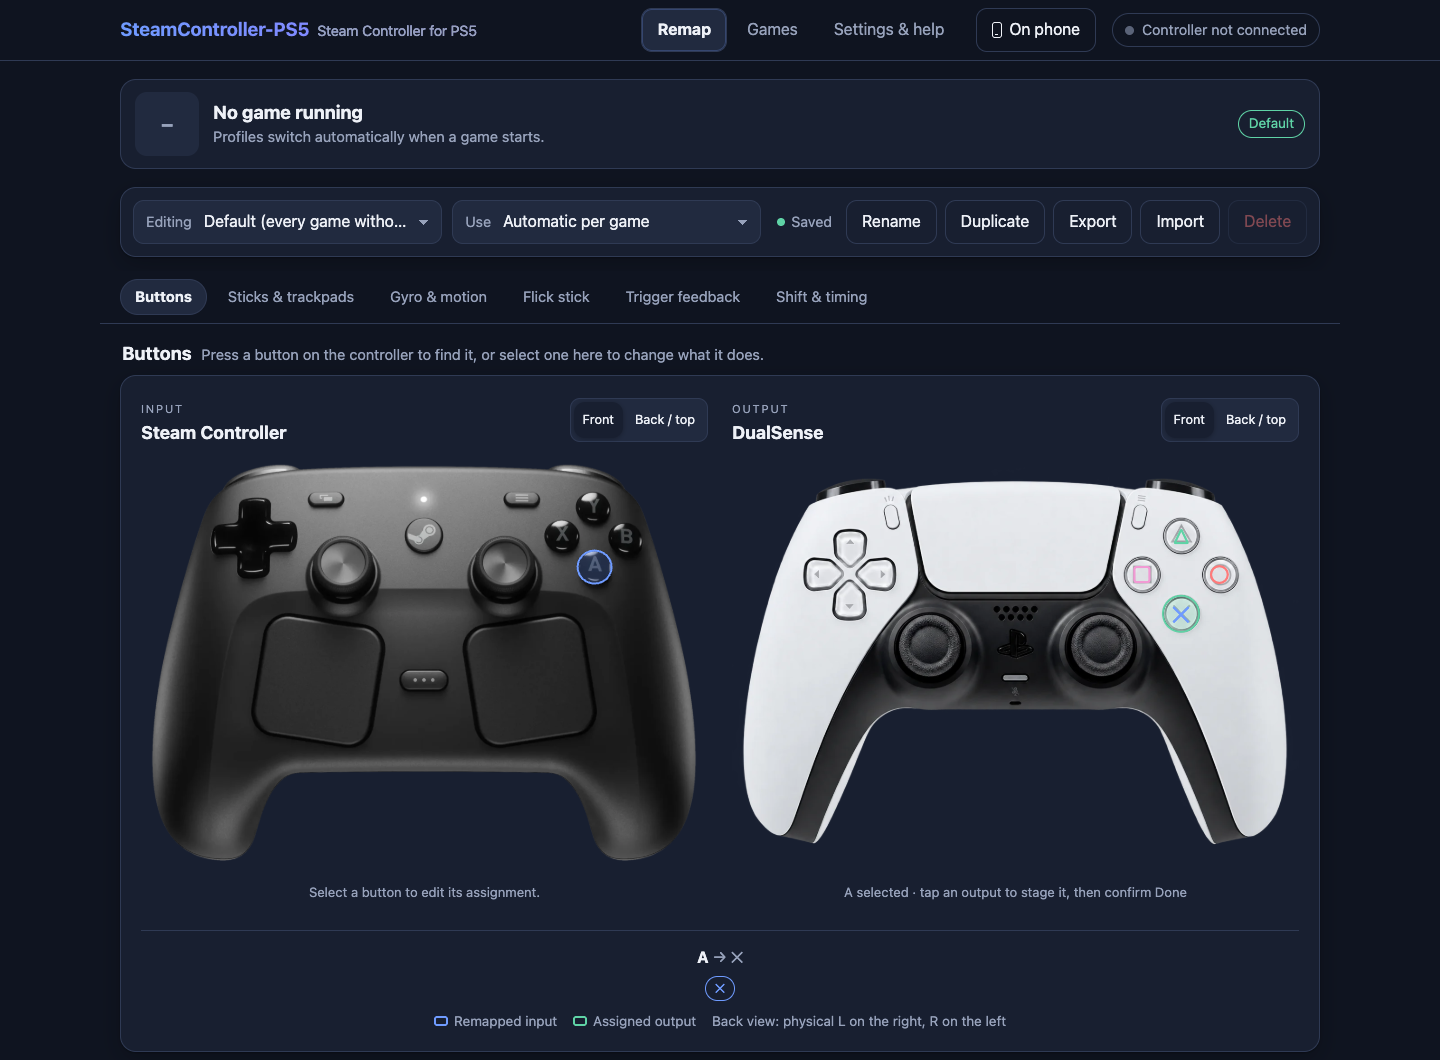 SteamController-PS5 Steam Controller for PS5
Remap Games Settings & help On phone Controller not connected
–
No game running
Profiles switch automatically when a game starts.
Default
Editing Default (every game witho... Use Automatic per game Saved Rename Duplicate Export Import Delete
Buttons Sticks & trackpads Gyro & motion Flick stick Trigger feedback Shift & timing
Buttons Press a button on the controller to find it, or select one here to change what it does.
INPUT
Steam Controller
Front Back / top
OUTPUT
DualSense
Front Back / top
Y
X
B
A
Select a button to edit its assignment.
A selected · tap an output to stage it, then confirm Done
A → ×
×
Remapped input Assigned output Back view: physical L on the right, R on the left